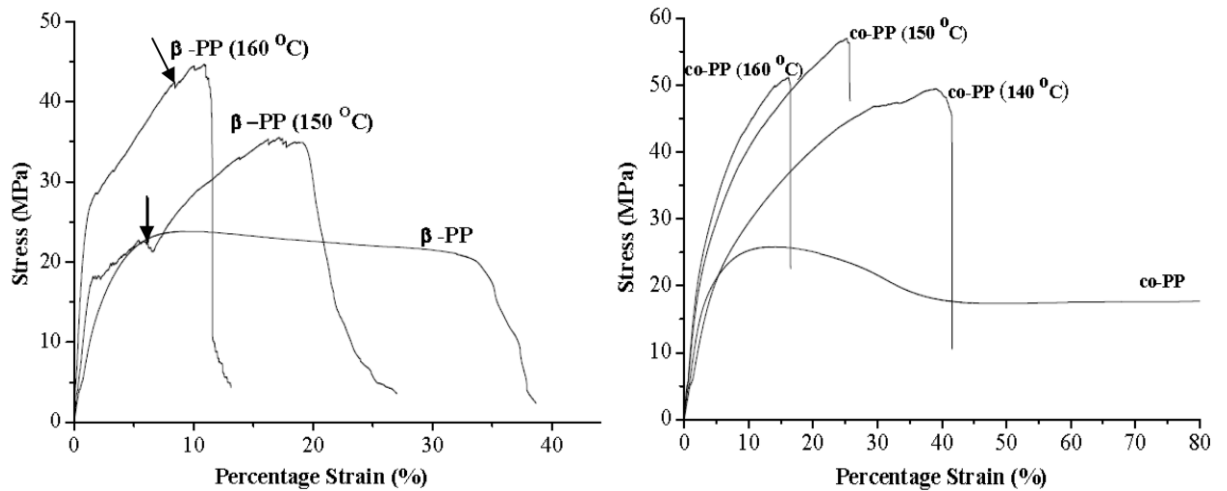 50
40
30
20
10
0
Stress (MPa)
β -PP (160 °C)
β –PP (150 °C)
β -PP
0 10 20 30 40
Percentage Strain (%)
60
50
40
30
20
10
0
Stress (MPa)
co-PP (150 °C)
co-PP (160 °C)
co-PP (140 °C)
co-PP
0 10 20 30 40 50 60 70 80
Percentage Strain (%)